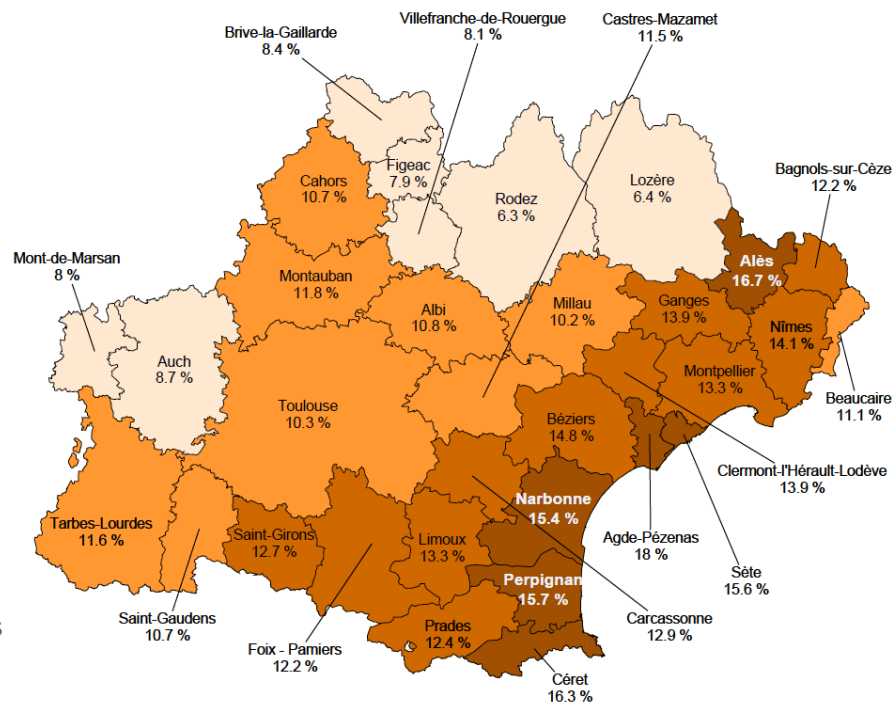 Villefranche-de-Rouergue
8.1 %
Castres-Mazamet
11.5 %
Brive-la-Gaillarde
8.4 %
Figeac
7.9 %
Cahors
10.7 %
Rodez
6.3 %
Lozère
6.4 %
Bagnols-sur-Cèze
12.2 %
Mont-de-Marsan
8 %
Alès
16.7 %
Montauban
11.8 %
Albi
10.8 %
Millau
10.2 %
Ganges
13.9 %
Nîmes
14.1 %
Auch
8.7 %
Montpellier
13.3 %
Beaucaire
11.1 %
Toulouse
10.3 %
Béziers
14.8 %
Clermont-l'Hérault-Lodève
13.9 %
Narbonne
15.4 %
Tarbes-Lourdes
11.6 %
Saint-Girons
12.7 %
Limoux
13.3 %
Agde-Pézenas
18 %
Sète
15.6 %
Perpignan
15.7 %
Saint-Gaudens
10.7 %
Carcassonne
12.9 %
Foix - Pamiers
12.2 %
Prades
12.4 %
Céret
16.3 %